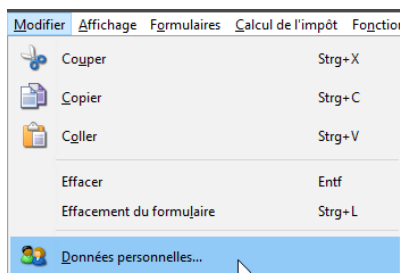 Modifier Affichage Formulaires Calcul de l'impôt Fonction
Couper Strg+X
Copier Strg+C
Coller Strg+V
Effacer Entf
Effacement du formulaire Strg+L
Données personnelles...